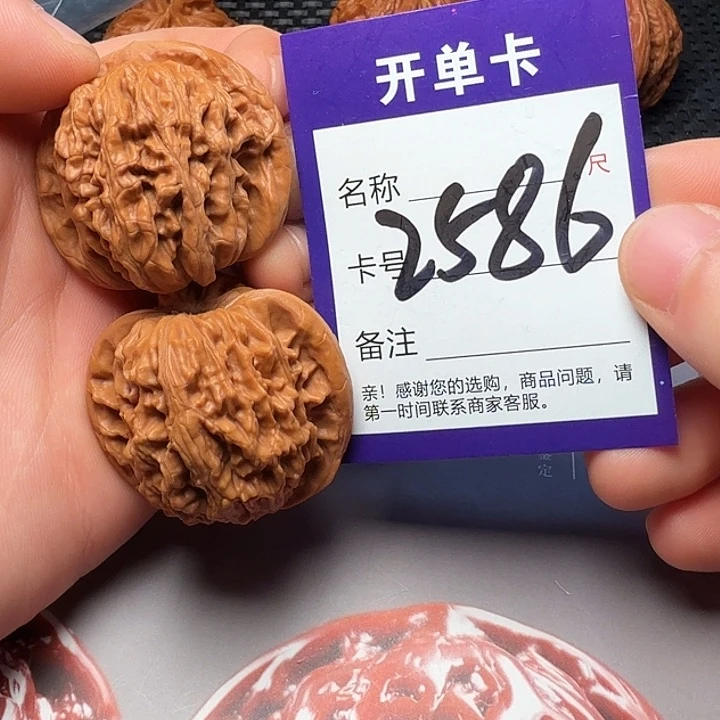 开单卡
名称
尺
2586
卡号
备注
亲！感谢您的选购，商品问题，请
第一时间联系商家客服。
定